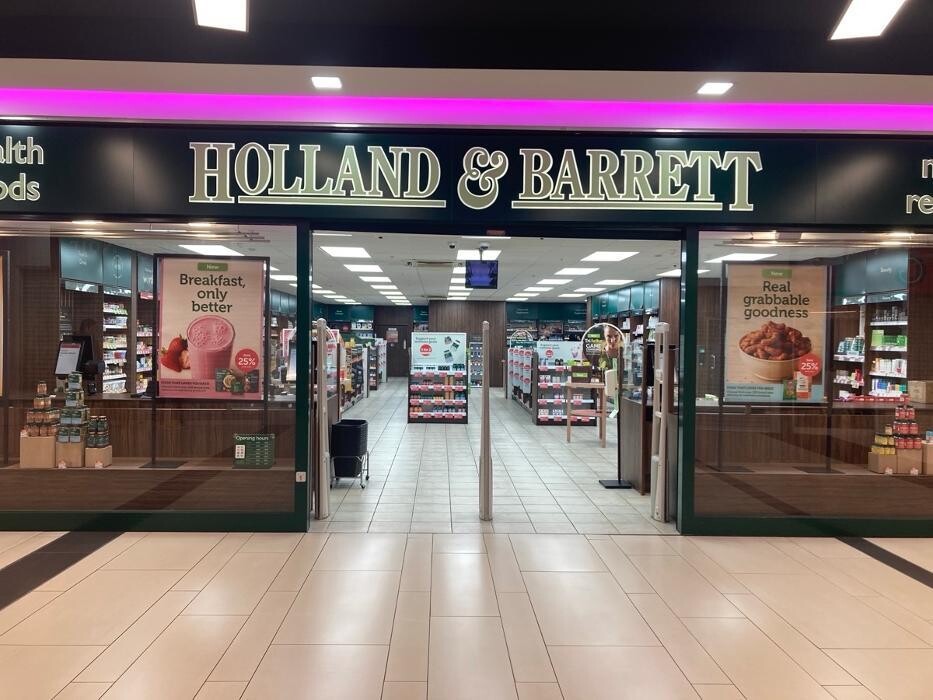 alth
ods
HOLLAND & BARRETT
n
re
New
Breakfast,
only
better
25%
New
Real
grabbable
goodness
25%
Opening hours